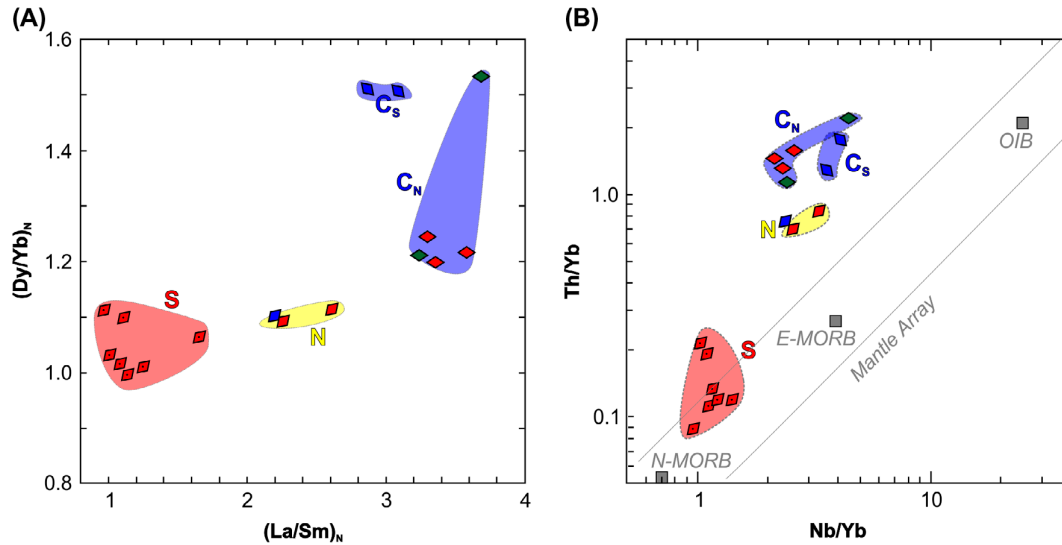 (A)
1.6
1.4
1.2
1.0
0.8
(Dy/Yb)N
1
2
3
4
(La/Sm)N
CS
CN
S
N
(B)
1.0
0.1
Th/Yb
1
10
Nb/Yb
CN
CS
N
S
OIB
E-MORB
N-MORB
Mantle Array